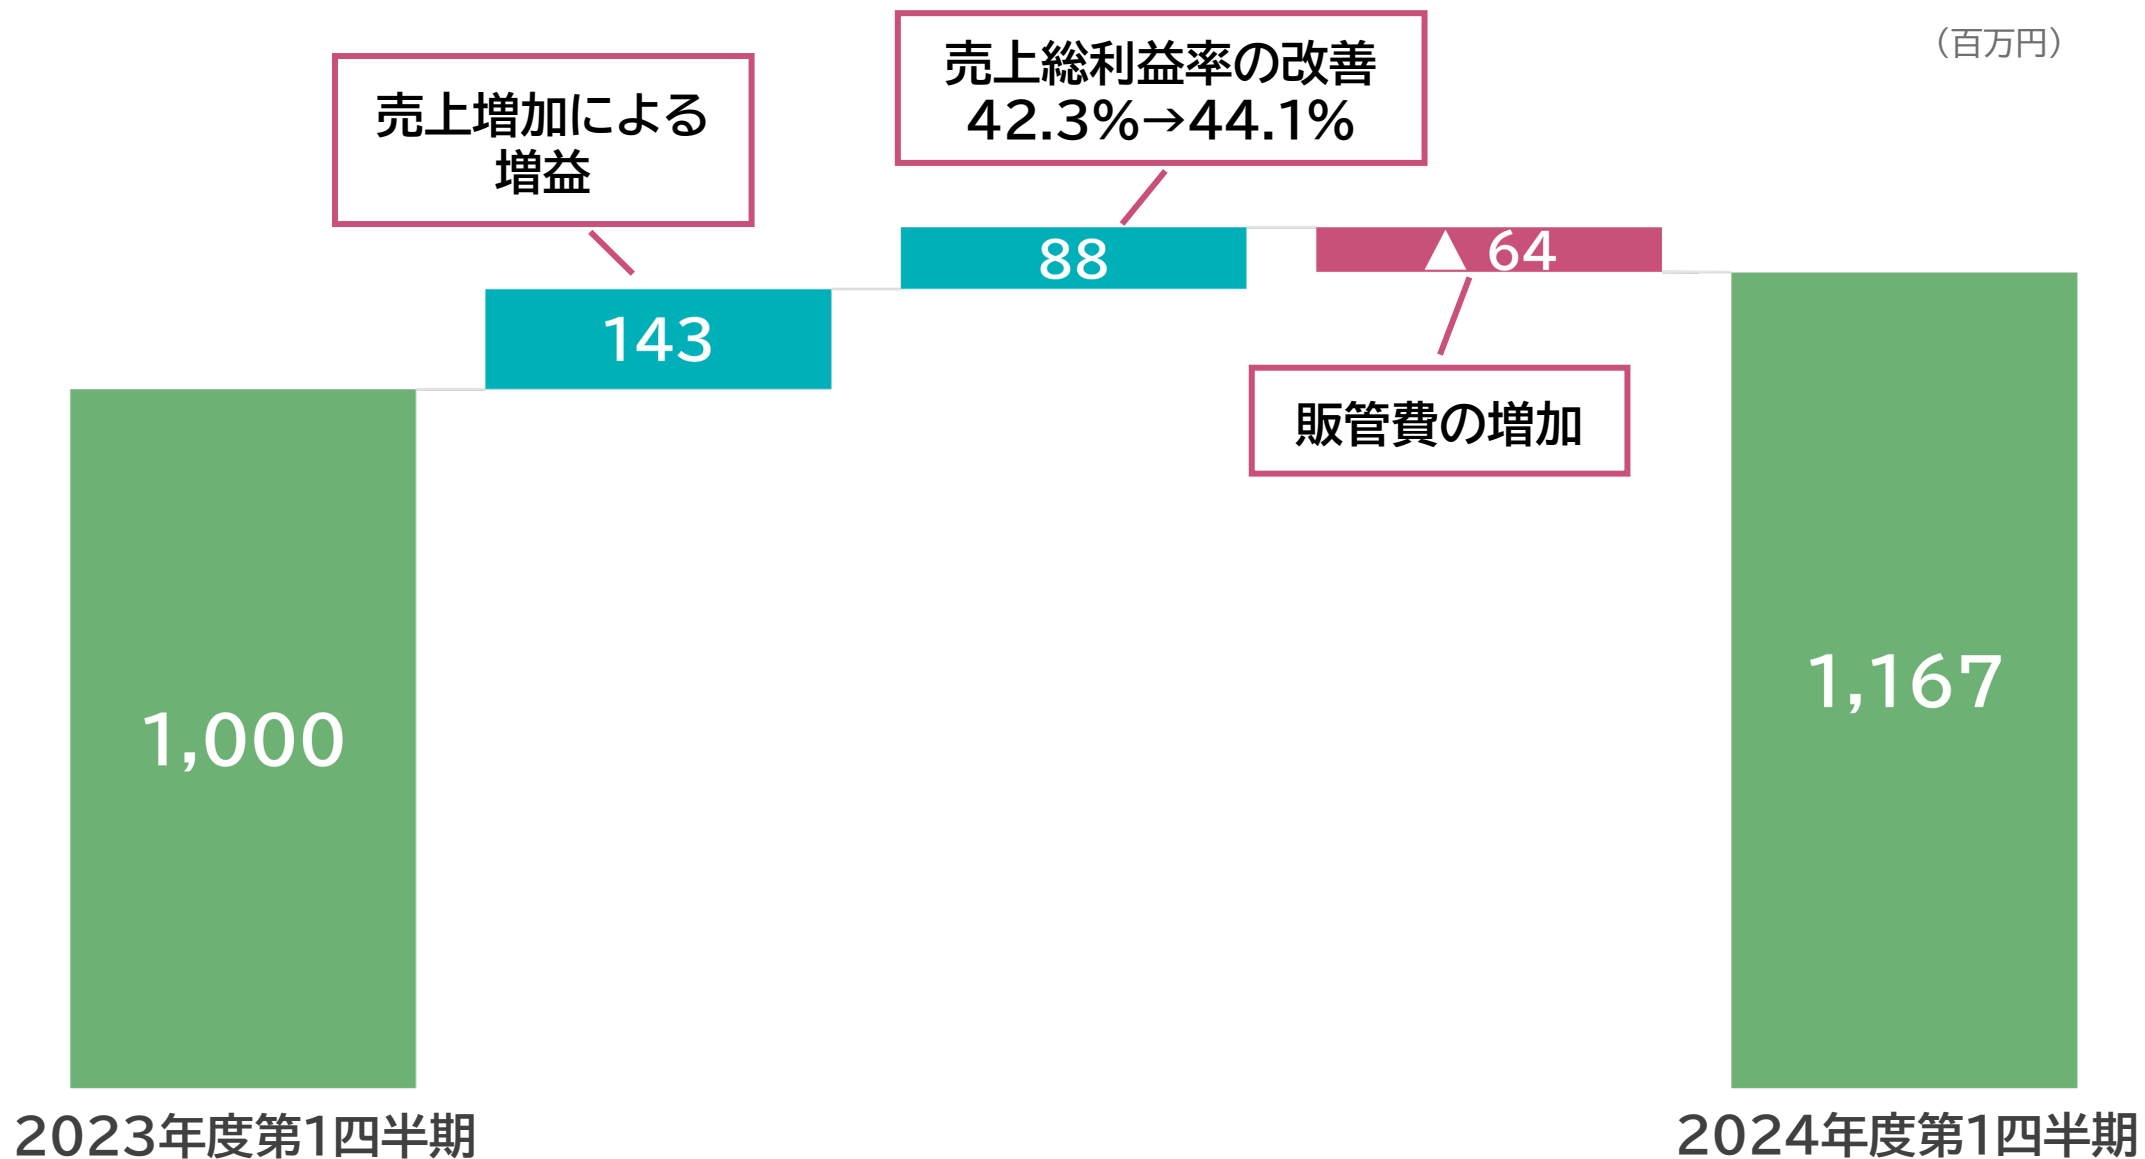 （百万円）
売上増加による
増益
売上総利益率の改善
42.3%→44.1%
143
88
▲ 64
販管費の増加
1,000
1,167
2023年度第1四半期
2024年度第1四半期